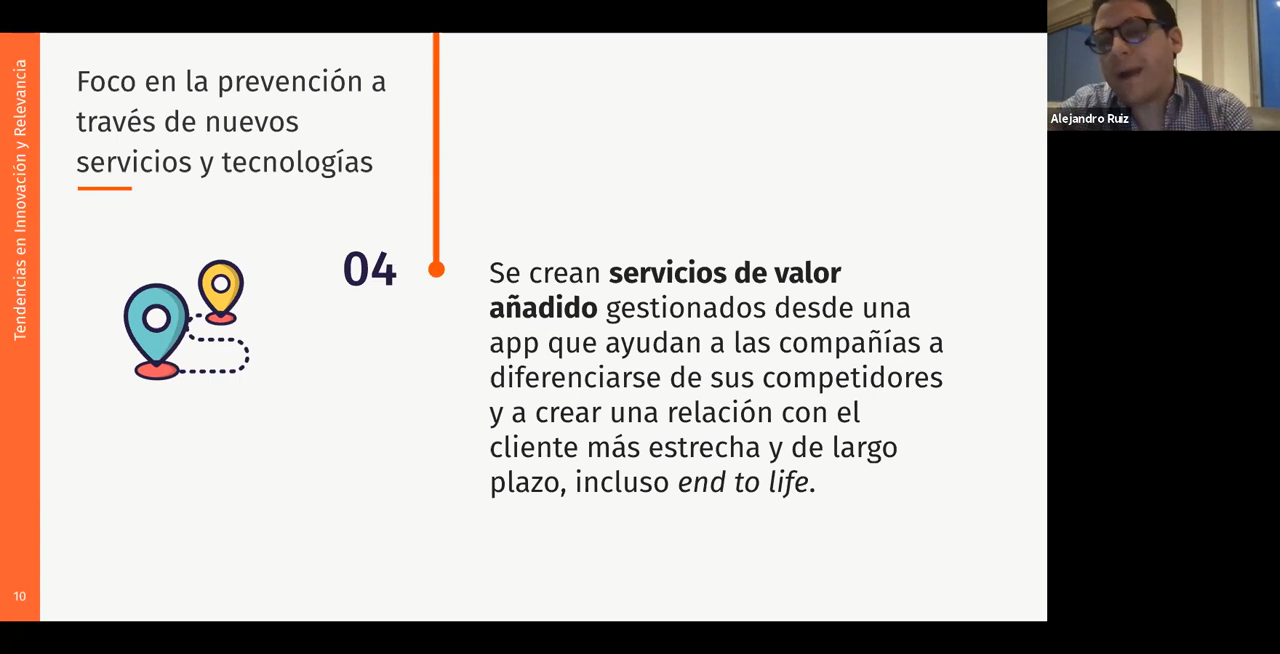 Tendencias en Innovación y Relevancia
Foco en la prevención a
través de nuevos
servicios y tecnologías
04
Se crean servicios de valor
añadido gestionados desde una
app que ayudan a las compañías a
diferenciarse de sus competidores
y a crear una relación con el
cliente más estrecha y de largo
plazo, incluso end to life.
10
Alejandro Ruiz